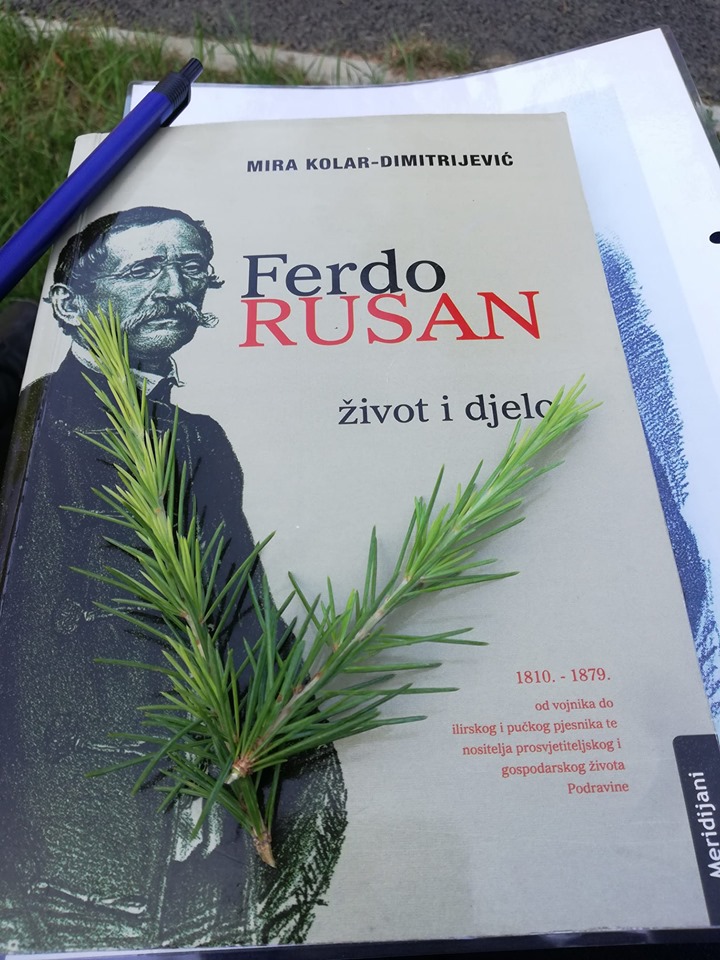 MIRA KOLAR-DIMITRIJEVIĆ
Ferdo
RUSAN
život i djelo
1810. - 1879.
od vojnika do
ilirskog i pučkog pjesnika te
nositelja prosvjetiteljskog i
gospodarskog života
Podravine
Meridijani